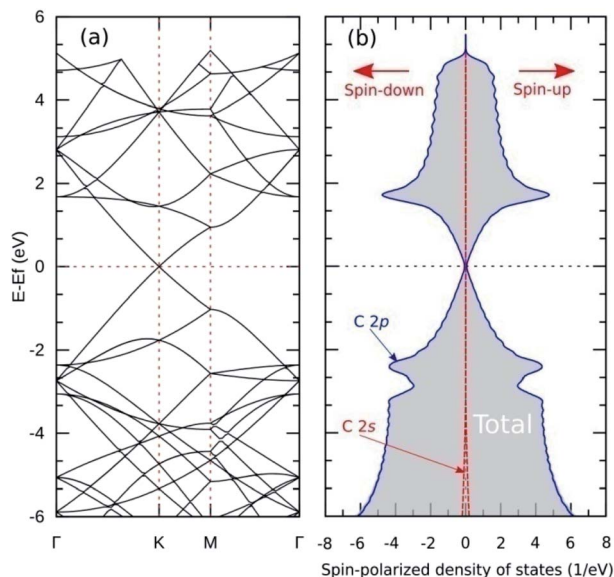 (a)
(b)
6
4
2
0
-2
-4
-6
E-Ef (eV)
Γ K M Γ
Spin-down
Spin-up
C 2p
C 2s
Total
-8 -6 -4 -2 0 2 4 6 8
Spin-polarized density of states (1/eV)